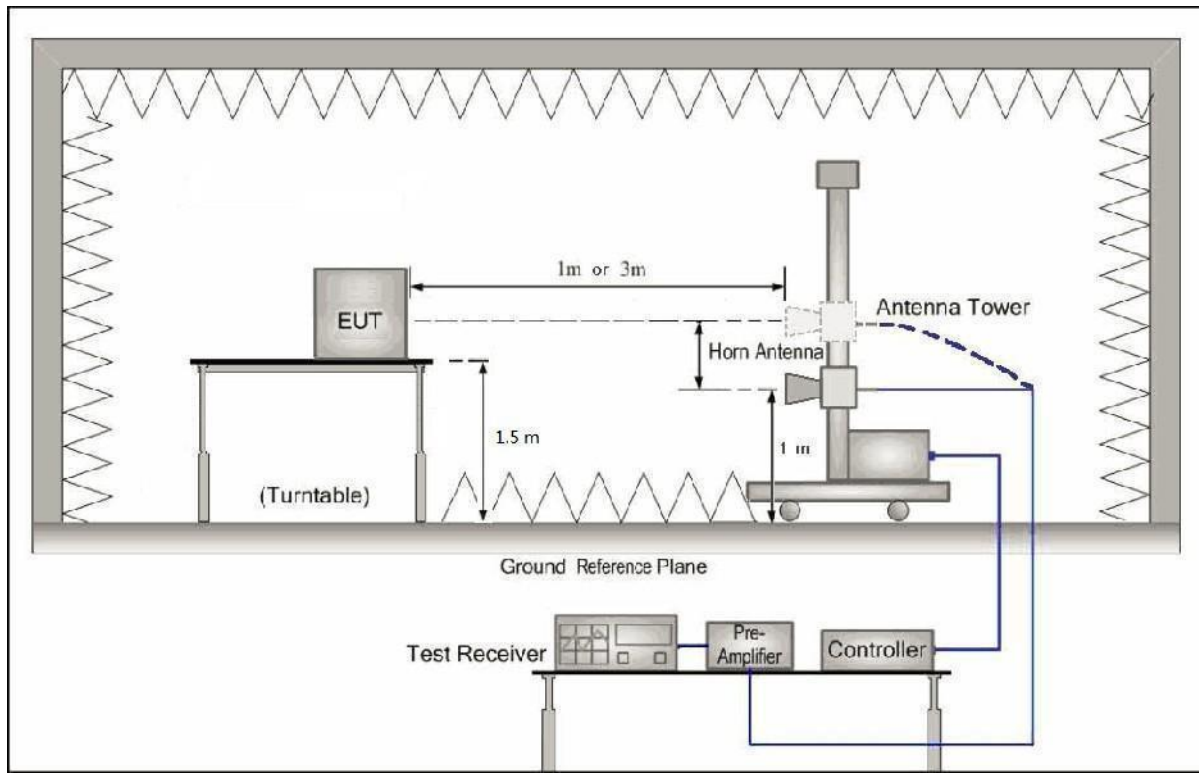 1m or 3m
EUT
Antenna Tower
Horn Antenna
1.5 m
1 m
(Turntable)
Ground Reference Plane
Test Receiver
Pre-
Amplifier
Controller